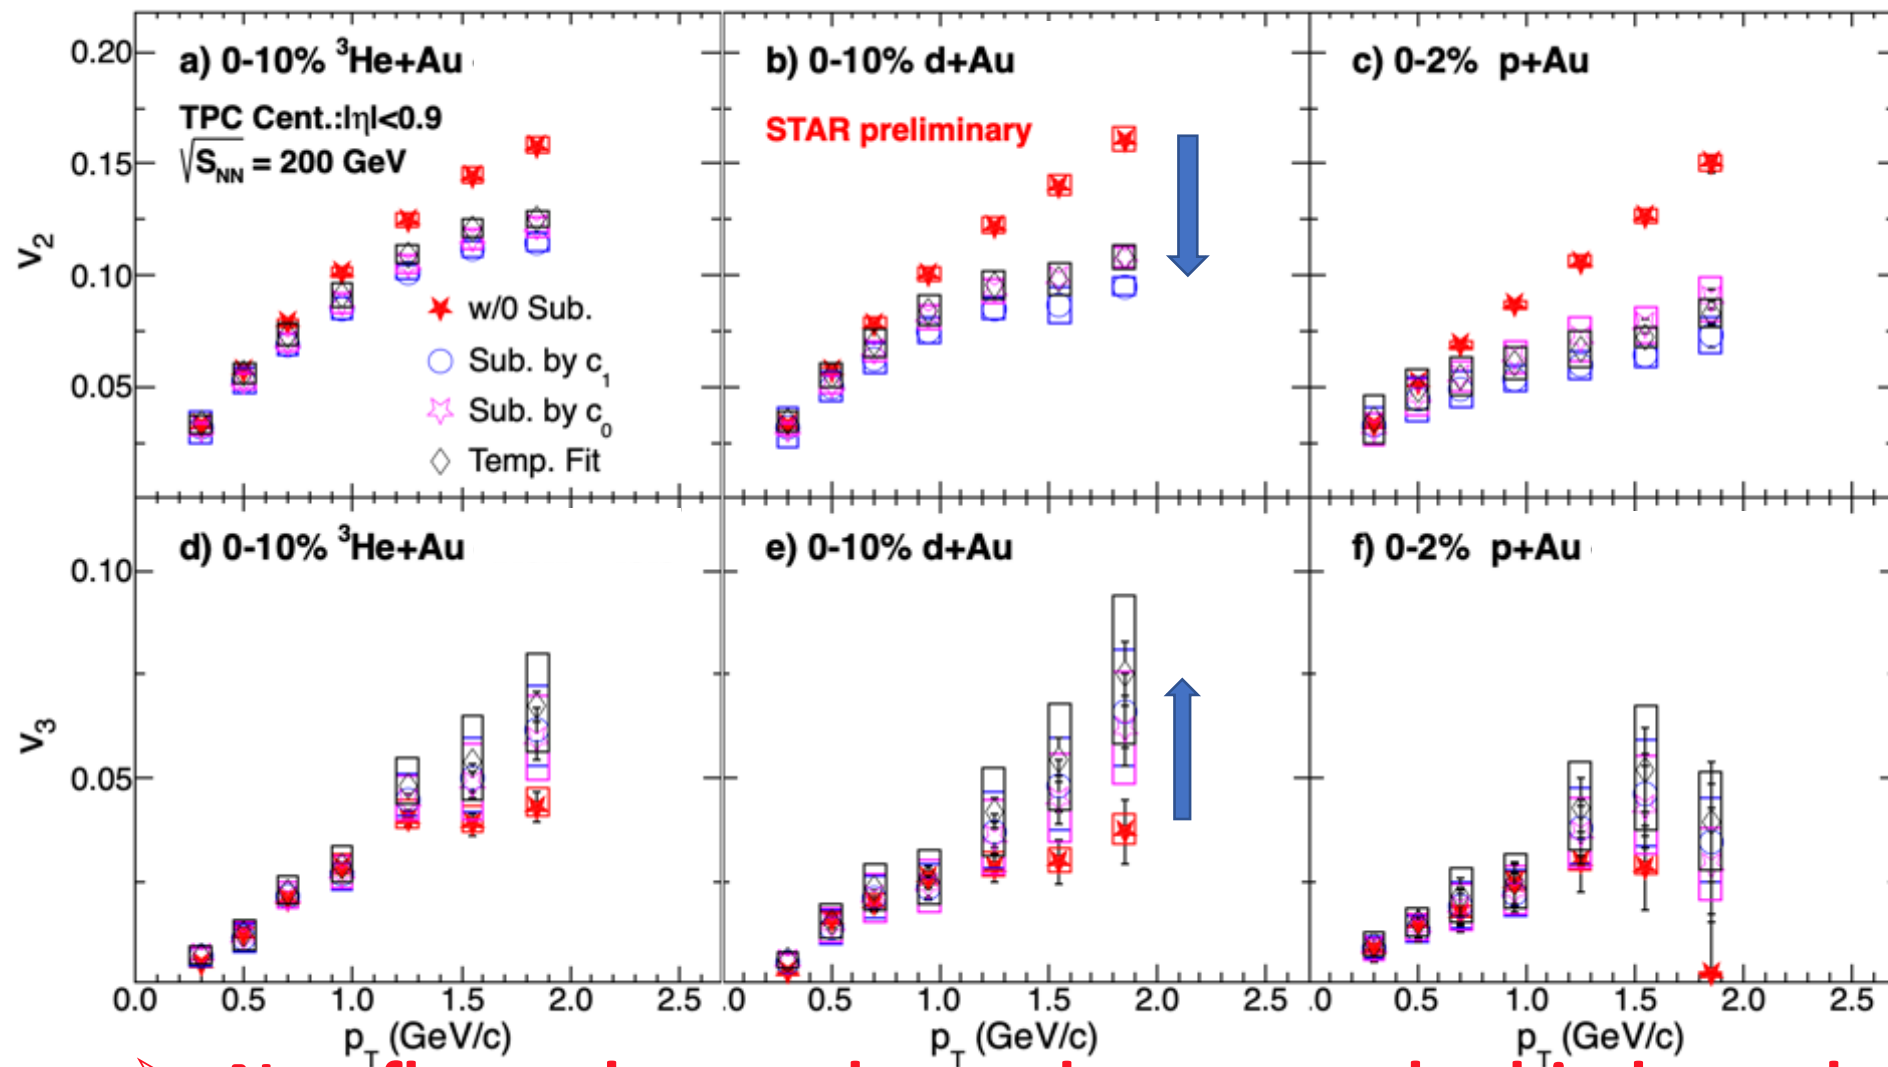 a) 0-10% ³He+Au
b) 0-10% d+Au
c) 0-2% p+Au
TPC Cent.:|η|<0.9
√S_NN = 200 GeV
STAR preliminary
w/0 Sub.
Sub. by c₁
Sub. by c₀
Temp. Fit
v₂
0.20
0.15
0.10
0.05
d) 0-10% ³He+Au
e) 0-10% d+Au
f) 0-2% p+Au
v₃
0.10
0.05
0.0 0.5 1.0 1.5 2.0 2.5
.0 0.5 1.0 1.5 2.0 2.5
.0 0.5 1.0 1.5 2.0 2.5
p_T (GeV/c)
p_T (GeV/c)
p_T (GeV/c)